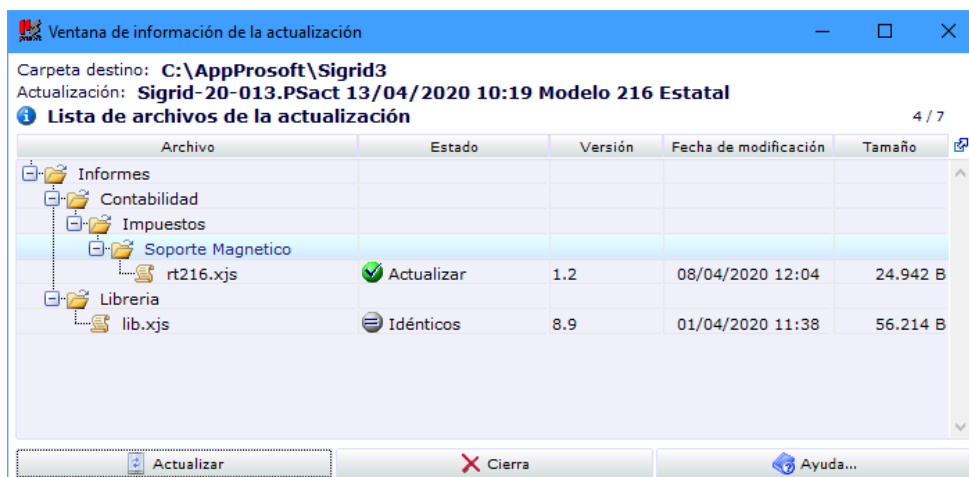 Ventana de información de la actualización
Carpeta destino: C:\AppProsoft\Sigrid3
Actualización: Sigrid-20-013.PSact 13/04/2020 10:19 Modelo 216 Estatal
Lista de archivos de la actualización 4 / 7
Archivo Estado Versión Fecha de modificación Tamaño
Informes
Contabilidad
Impuestos
Soporte Magnetico
rt216.xjs Actualizar 1.2 08/04/2020 12:04 24.942 B
Libreria
lib.xjs Idénticos 8.9 01/04/2020 11:38 56.214 B
Actualizar Cierra Ayuda...